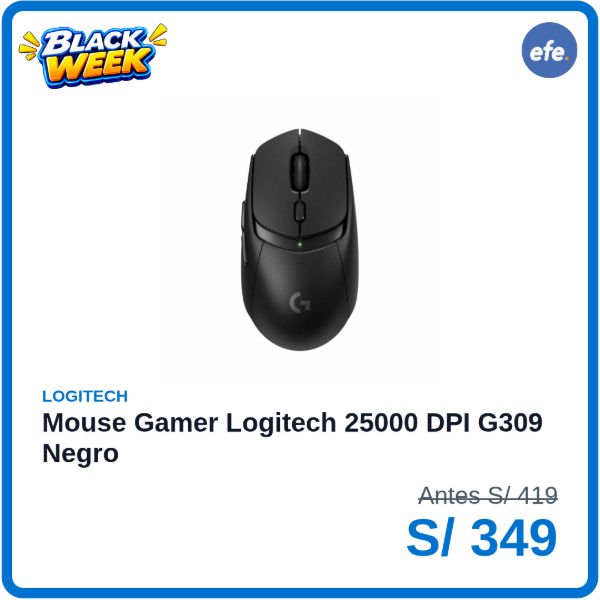 BLACK
WEEK
efe.
LOGITECH
Mouse Gamer Logitech 25000 DPI G309
Negro
Antes S/ 419
S/ 349